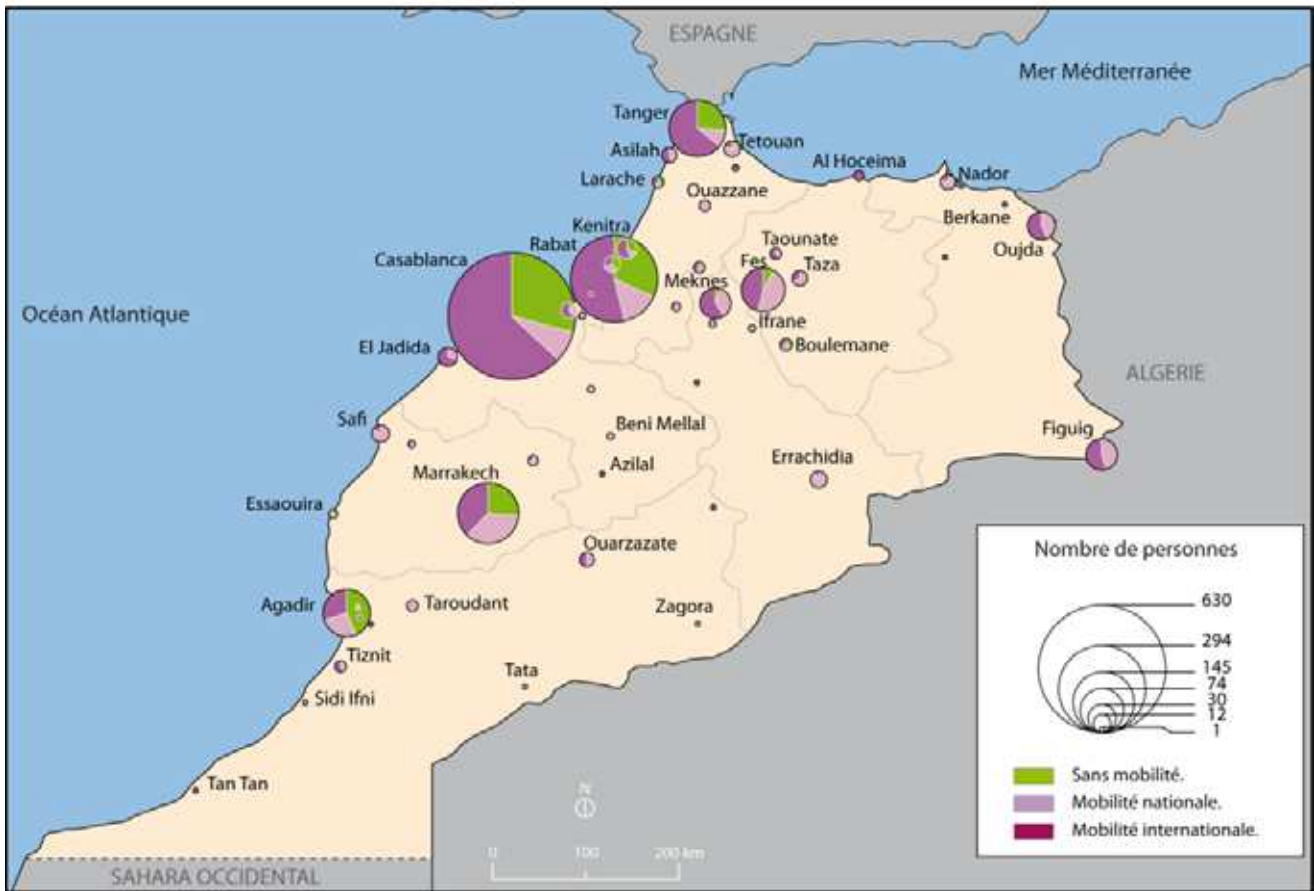 ESPAGNE
Mer Méditerranée
Tanger
Tetouan
Asilah
Al Hoceima
Larache
Nador
Ouazzane
Berkane
Kenitra
Oujda
Rabat
Taounate
Casablanca
Fes
Taza
Meknes
Océan Atlantique
Ifrane
El Jadida
Boulemane
ALGERIE
Safi
Beni Mellal
Figuig
Errachidia
Marrakech
Azilal
Essaouira
Ouarzazate
Agadir
Taroudant
Zagora
Tiznit
Tata
Sidi Ifni
Tan Tan
N
0 100 200 km
SAHARA OCCIDENTAL
Nombre de personnes
630
294
145
74
30
12
1
Sans mobilité.
Mobilité nationale.
Mobilité internationale.